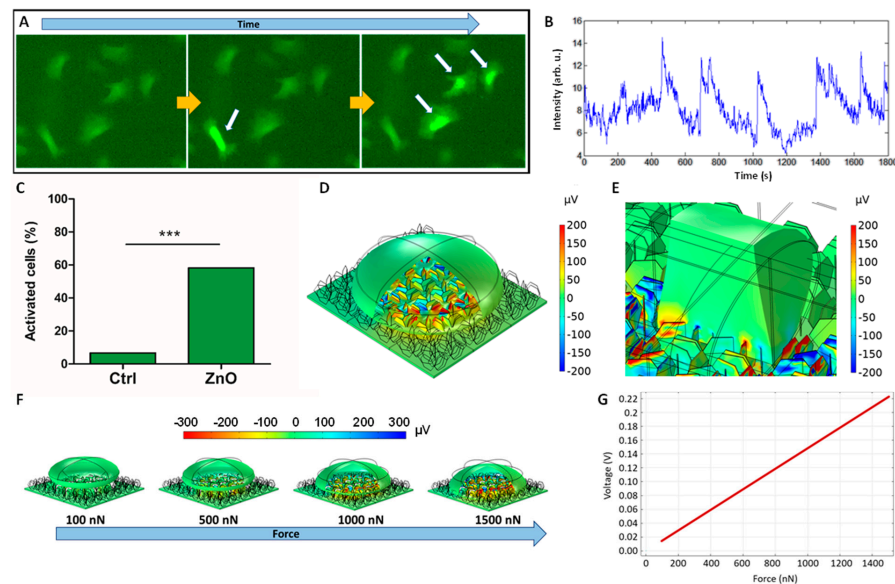 A
Time
B
Intensity (arb. u.)
16
14
12
10
8
6
4
0 200 400 600 800 1000 1200 1400 1600 1800
Time (s)
C
Activated cells (%)
100
80
60
40
20
0
***
Ctrl ZnO
D
µV
200
150
100
50
0
-50
-100
-150
-200
E
µV
200
150
100
50
0
-50
-100
-150
-200
F
-300 -200 -100 0 100 200 300
µV
100 nN 500 nN 1000 nN 1500 nN
Force
G
Voltage (V)
0.22
0.20
0.18
0.16
0.14
0.12
0.10
0.08
0.06
0.04
0.02
0.00
0 200 400 600 800 1000 1200 1400
Force (nN)